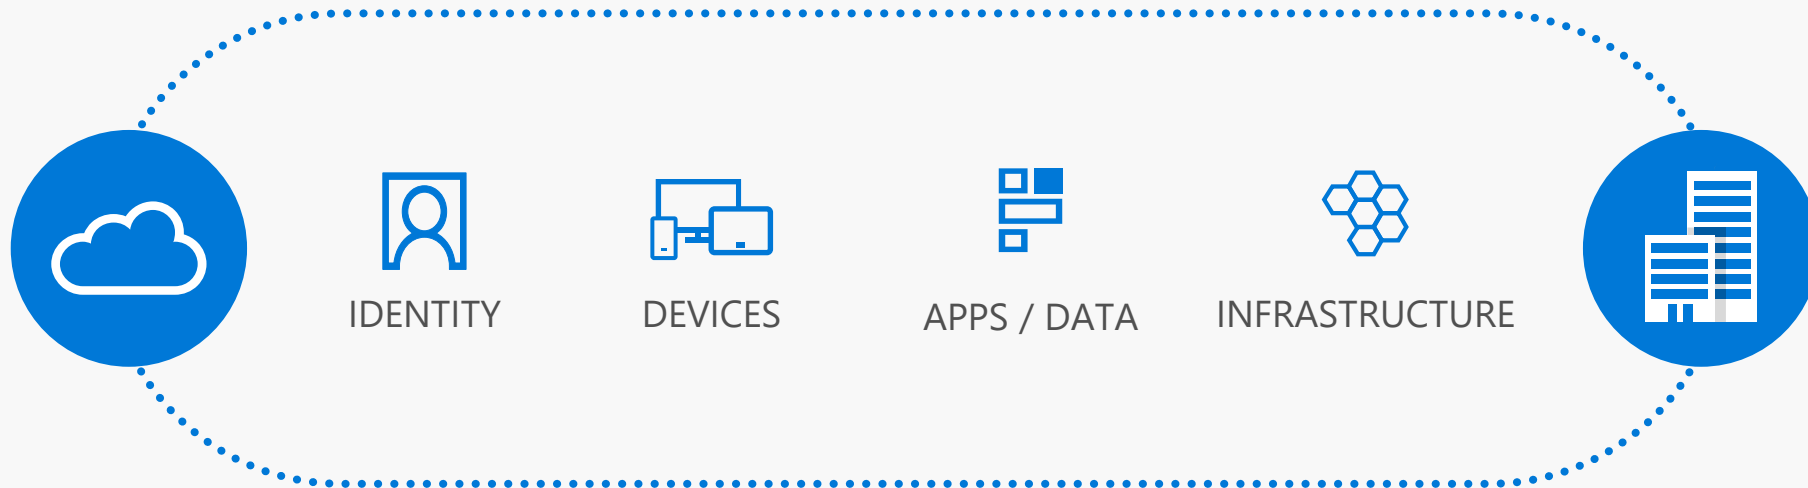 IDENTITY
DEVICES
APPS / DATA
INFRASTRUCTURE